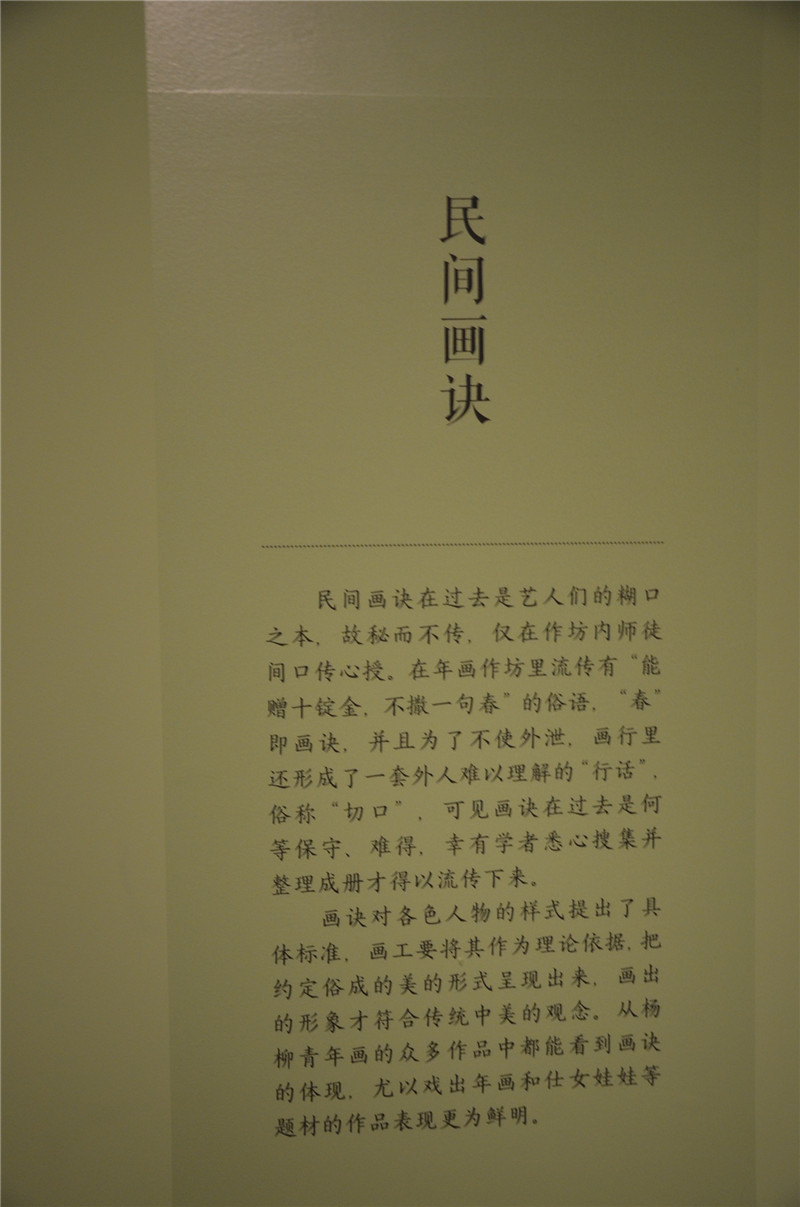 民间画诀
民间画诀在过去是艺人们的糊口
之本，故秘而不传，仅在作坊内师徒
间口传心授。在年画作坊里流传有“能
赠十锭金，不撒一句春”的俗语，“春”
即画诀，并且为了不使外泄，画行里
还形成了一套外人难以理解的“行话”，
俗称“切口”，可见画诀在过去是何
等保守、难得，幸有学者悉心搜集并
整理成册才得以流传下来。
画诀对各色人物的样式提出了具
体标准，画工要将其作为理论依据，把
约定俗成的美的形式呈现出来，画出
的形象才符合传统中美的观念。从杨
柳青年画的众多作品中都能看到画诀
的体现，尤以戏出年画和仕女娃娃等
题材的作品表现更为鲜明。